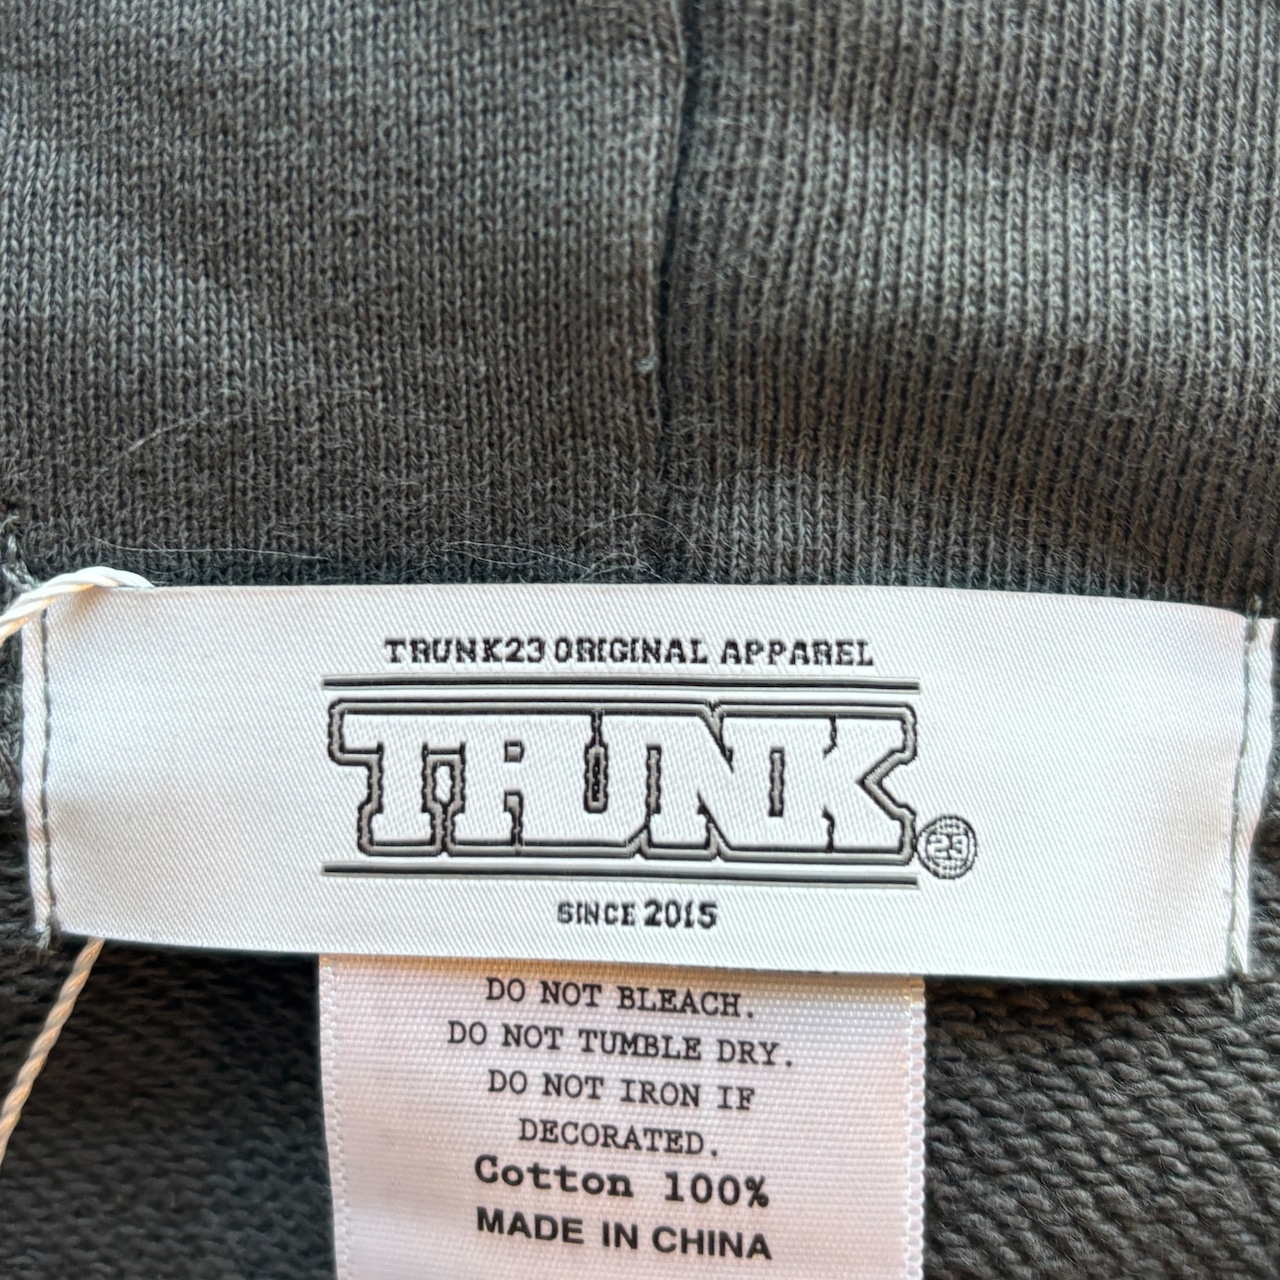 TRUNK23 ORIGINAL APPAREL
TRUNK
23
SINCE 2015
DO NOT BLEACH.
DO NOT TUMBLE DRY.
DO NOT IRON IF
DECORATED.
Cotton 100%
MADE IN CHINA